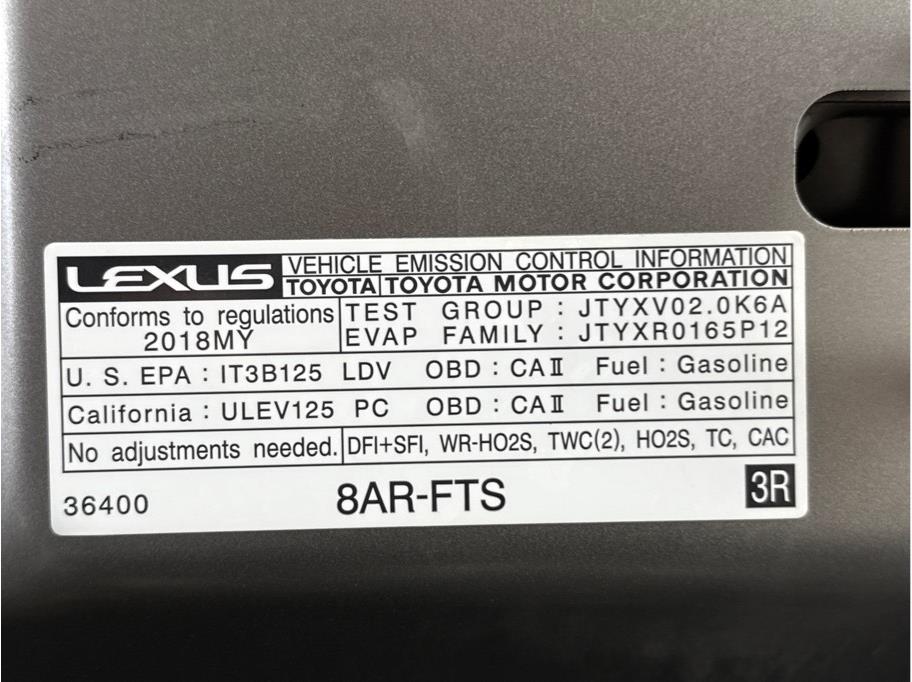 LEXUS VEHICLE EMISSION CONTROL INFORMATION
TOYOTA TOYOTA MOTOR CORPORATION
Conforms to regulations
2018MY
TEST GROUP : JTYXV02.0K6A
EVAP FAMILY : JTYXR0165P12
U. S. EPA : IT3B125 LDV OBD : CAⅡ Fuel : Gasoline
California : ULEV125 PC OBD : CAⅡ Fuel : Gasoline
No adjustments needed. DFI+SFI, WR-HO2S, TWC(2), HO2S, TC, CAC
36400 8AR-FTS 3R